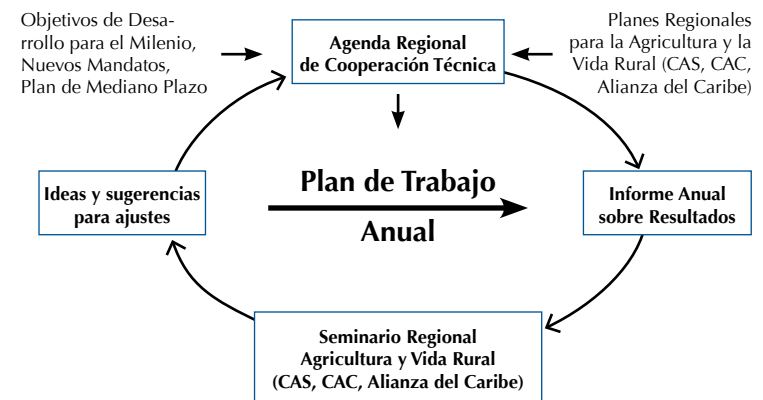 Objetivos de Desa-
rrollo para el Milenio,
Nuevos Mandatos,
Plan de Mediano Plazo
Agenda Regional
de Cooperación Técnica
Planes Regionales
para la Agricultura y la
Vida Rural (CAS, CAC,
Alianza del Caribe)
Ideas y sugerencias
para ajustes
Plan de Trabajo
Anual
Informe Anual
sobre Resultados
Seminario Regional
Agricultura y Vida Rural
(CAS, CAC, Alianza del Caribe)